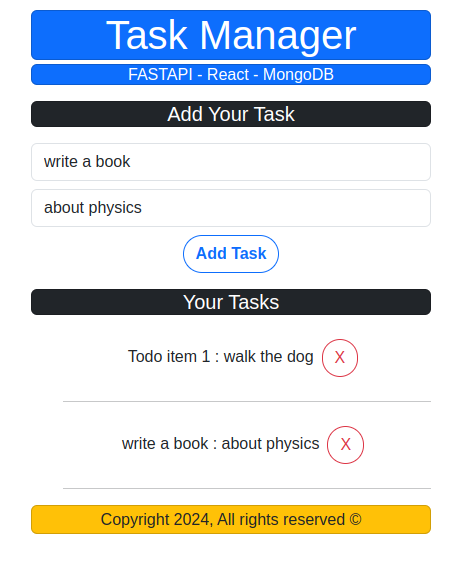 Task Manager
FASTAPI - React - MongoDB
Add Your Task
write a book
about physics
Add Task
Your Tasks
Todo item 1 : walk the dog X
write a book : about physics X
Copyright 2024, All rights reserved ©